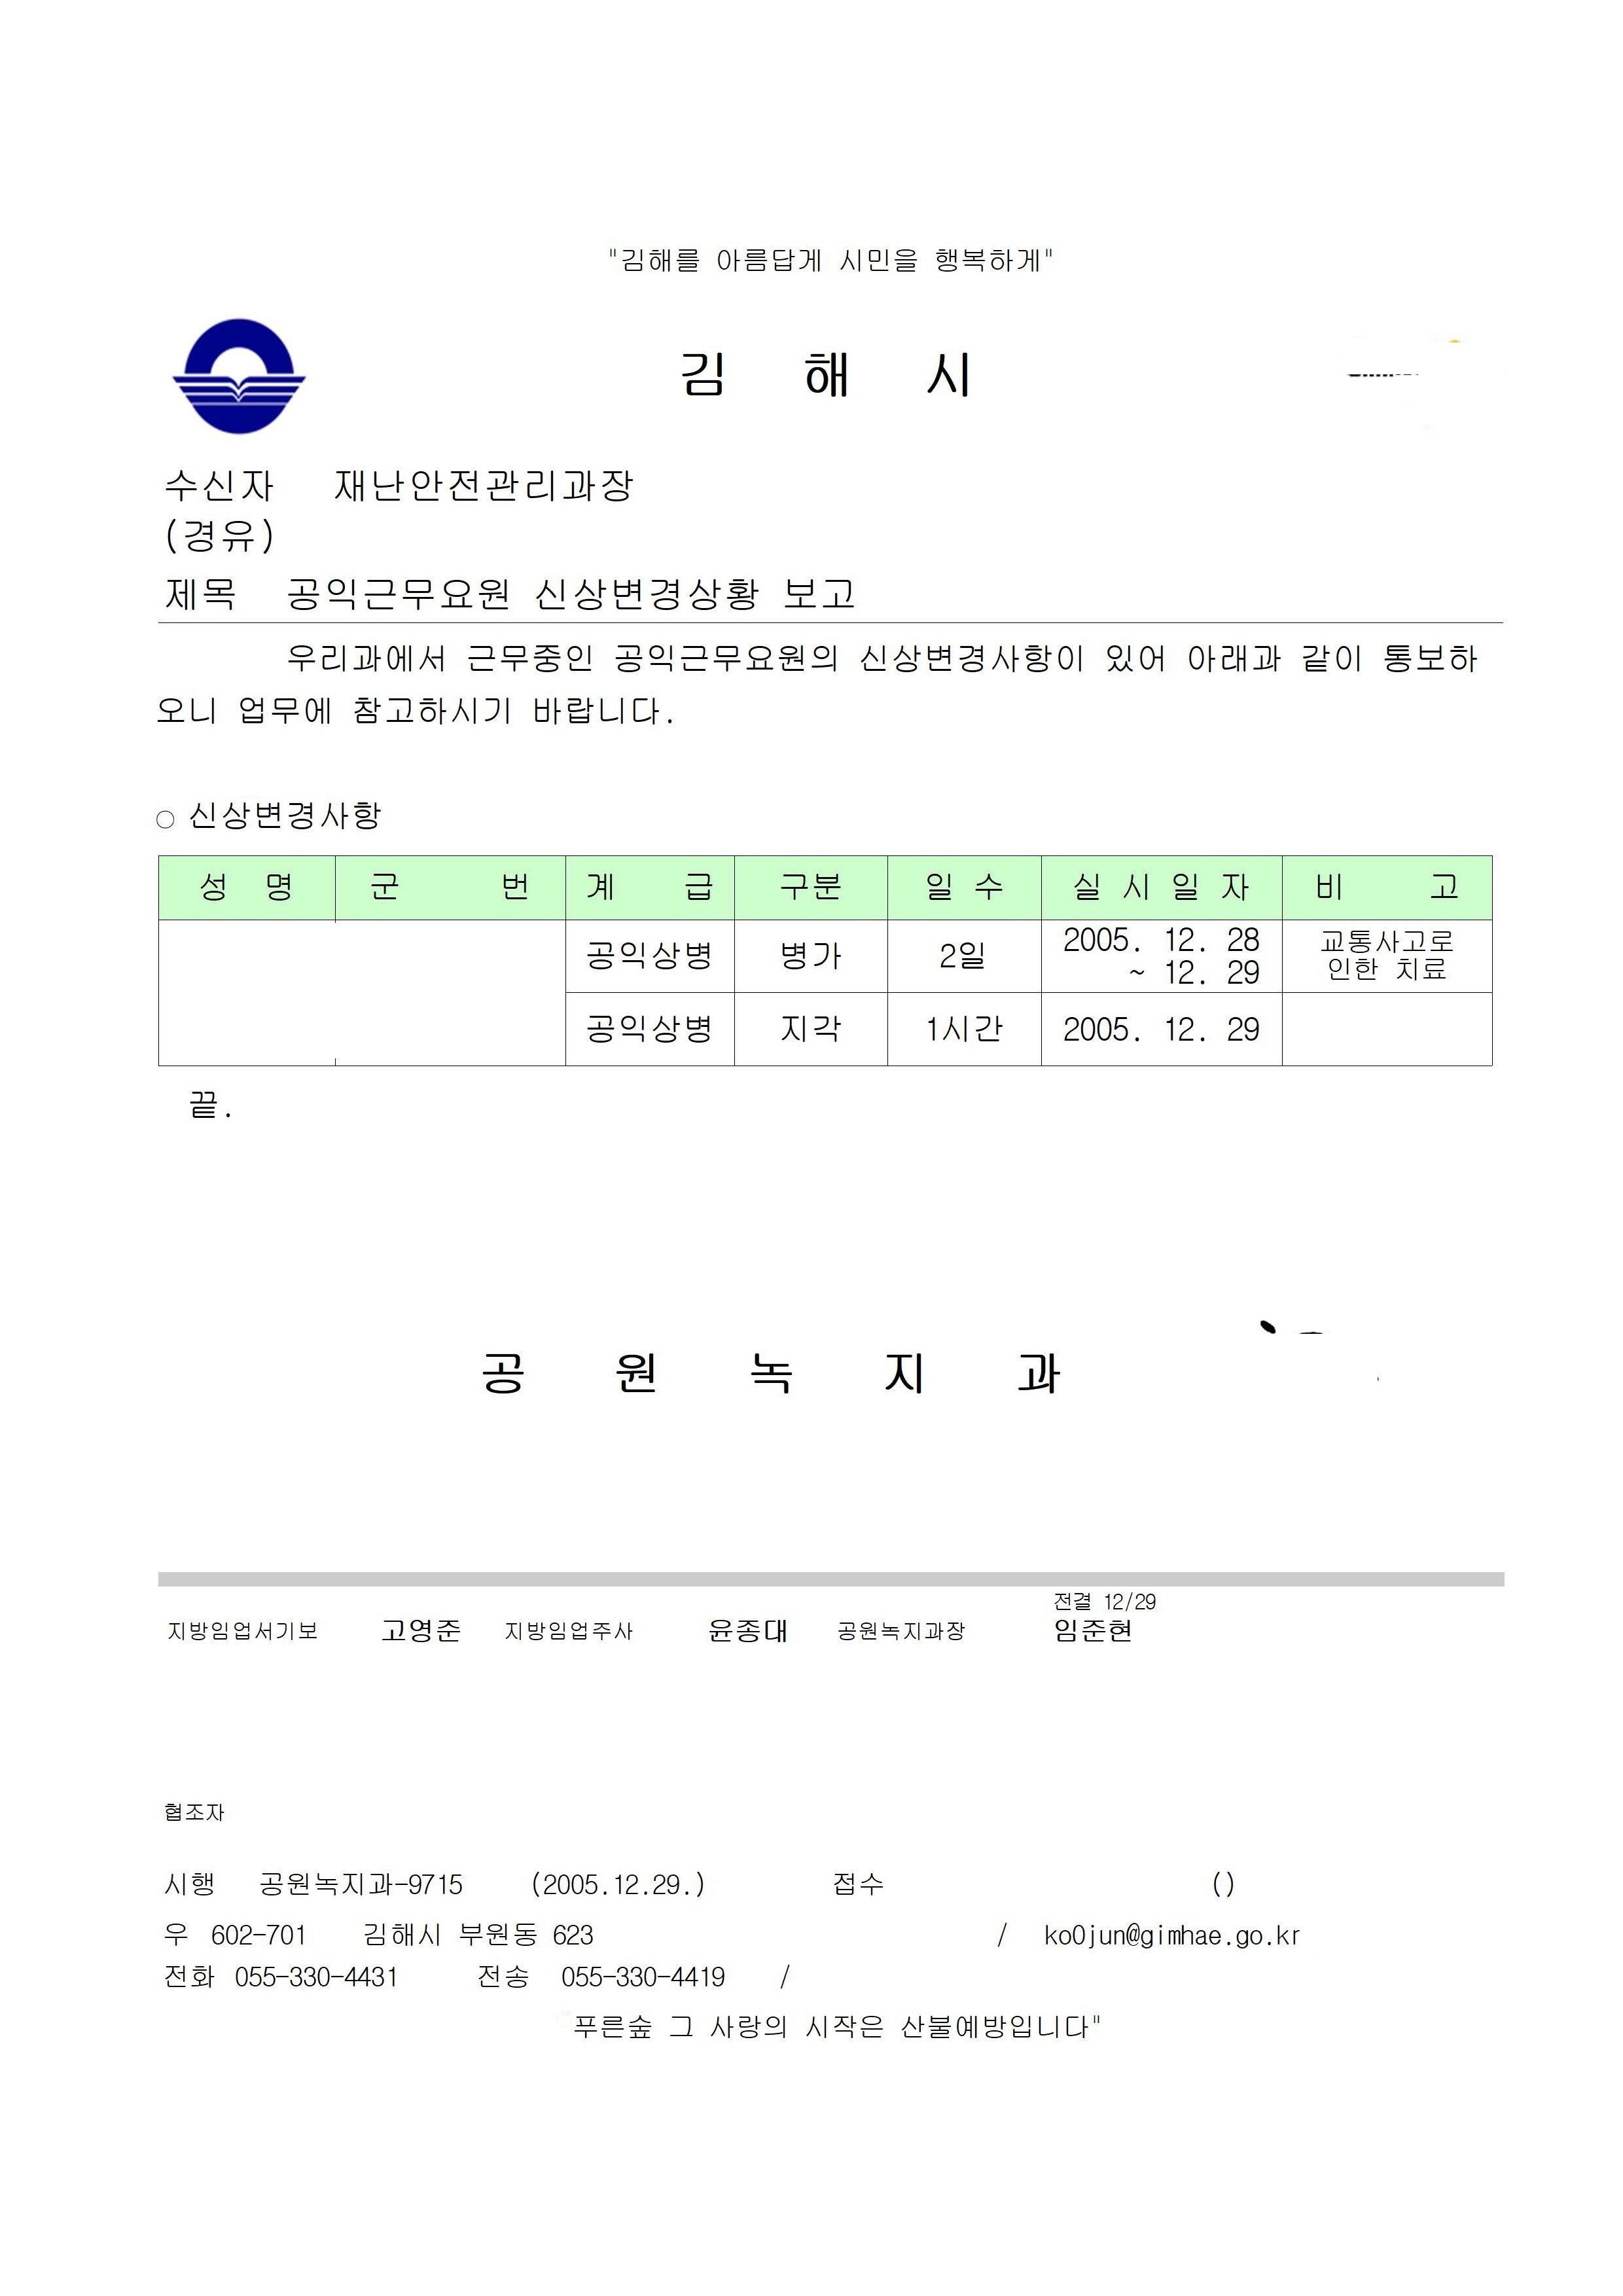 "김해를 아름답게 시민을 행복하게"
김 해 시
수신자 재난안전관리과장
(경유)
제목 공익근무요원 신상변경상황 보고
우리과에서 근무중인 공익근무요원의 신상변경사항이 있어 아래과 같이 통보하
오니 업무에 참고하시기 바랍니다.
○ 신상변경사항
성 명 군 번 계 급 구분 일 수 실 시 일 자 비 고
공익상병 병가 2일 2005. 12. 28 교통사고로
~ 12. 29 인한 치료
공익상병 지각 1시간 2005. 12. 29
끝.
공 원 녹 지 과
전결 12/29
지방임업서기보 고영준 지방임업주사 윤종대 공원녹지과장 임준현
협조자
시행 공원녹지과-9715 (2005.12.29.) 접수 ()
우 602-701 김해시 부원동 623 / ko0jun@gimhae.go.kr
전화 055-330-4431 전송 055-330-4419 /
푸른숲 그 사랑의 시작은 산불예방입니다"